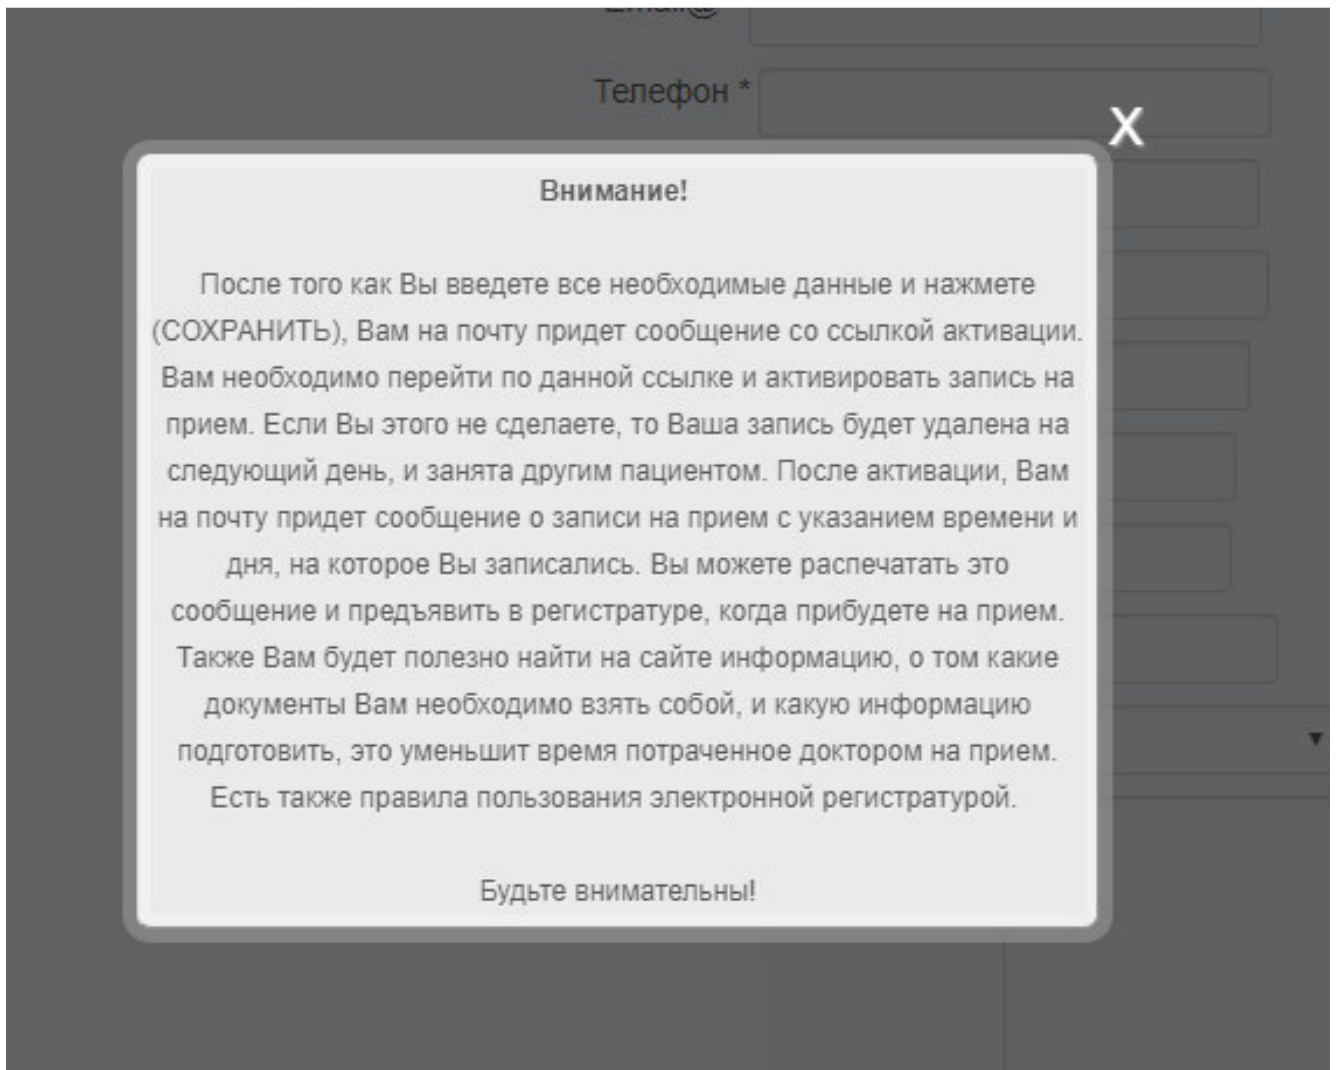 Email@
Телефон *
X
Внимание!
После того как Вы введете все необходимые данные и нажмете
(СОХРАНИТЬ), Вам на почту придет сообщение со ссылкой активации.
Вам необходимо перейти по данной ссылке и активировать запись на
прием. Если Вы этого не сделаете, то Ваша запись будет удалена на
следующий день, и занята другим пациентом. После активации, Вам
на почту придет сообщение о записи на прием с указанием времени и
дня, на которое Вы записались. Вы можете распечатать это
сообщение и предъявить в регистратуре, когда прибудете на прием.
Также Вам будет полезно найти на сайте информацию, о том какие
документы Вам необходимо взять собой, и какую информацию
подготовить, это уменьшит время потраченное доктором на прием.
Есть также правила пользования электронной регистратурой.
Будьте внимательны!